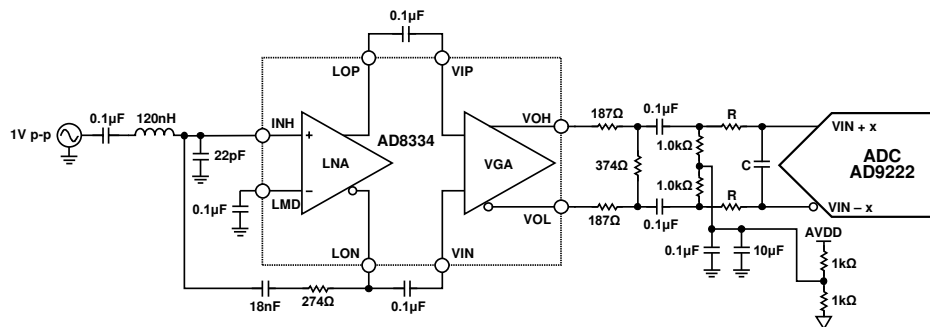 0.1µF
LOP
VIP
0.1µF
120nH
1V p-p
INH
22pF
LNA
AD8334
VGA
VOH
VOL
187Ω
0.1µF
R
VIN + x
1.0kΩ
374Ω
C
ADC
AD9222
1.0kΩ
R
VIN – x
187Ω
0.1µF
0.1µF
LMD
LON
VIN
0.1µF
10µF
AVDD
1kΩ
1kΩ
18nF
274Ω
0.1µF
+
–